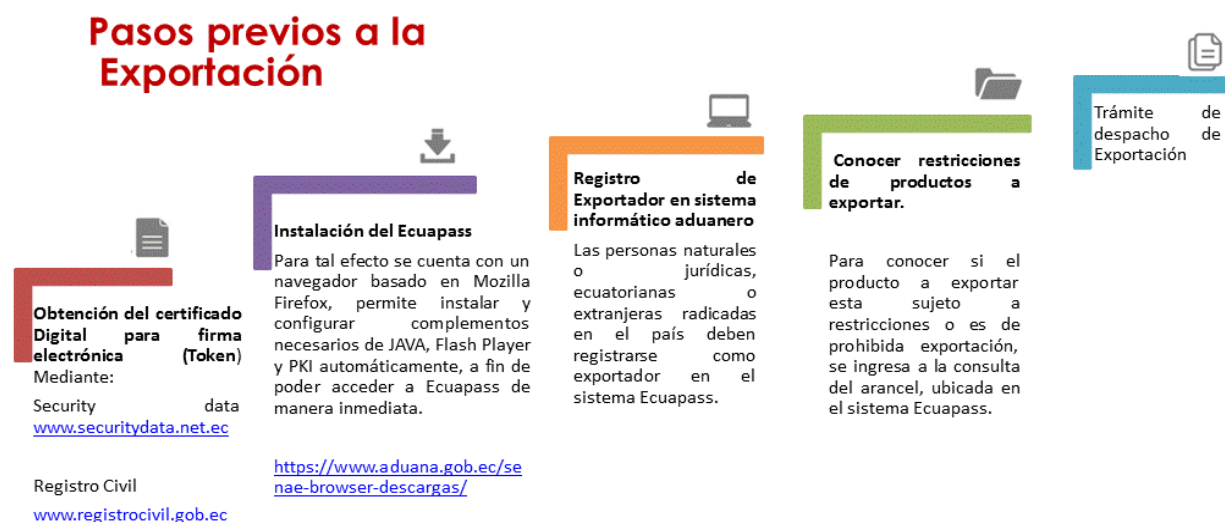 Pasos previos a la
Exportación
Obtención del certificado
Digital para firma
electrónica (Token)
Mediante:
Security data
www.securitydata.net.ec
Registro Civil
www.registrocivil.gob.ec
Instalación del Ecuapass
Para tal efecto se cuenta con un
navegador basado en Mozilla
Firefox, permite instalar y
configurar complementos
necesarios de JAVA, Flash Player
y PKI automáticamente, a fin de
poder acceder a Ecuapass de
manera inmediata.
https://www.aduana.gob.ec/se
nae-browser-descargas/
Registro de
Exportador en sistema
informático aduanero
Las personas naturales
o jurídicas,
ecuatorianas o
extranjeras radicadas
en el país deben
registrarse como
exportador en el
sistema Ecuapass.
Conocer restricciones
de productos a
exportar.
Para conocer si el
producto a exportar
esta sujeto a
restricciones o es de
prohibida exportación,
se ingresa a la consulta
del arancel, ubicada en
el sistema Ecuapass.
Trámite de
despacho de
Exportación